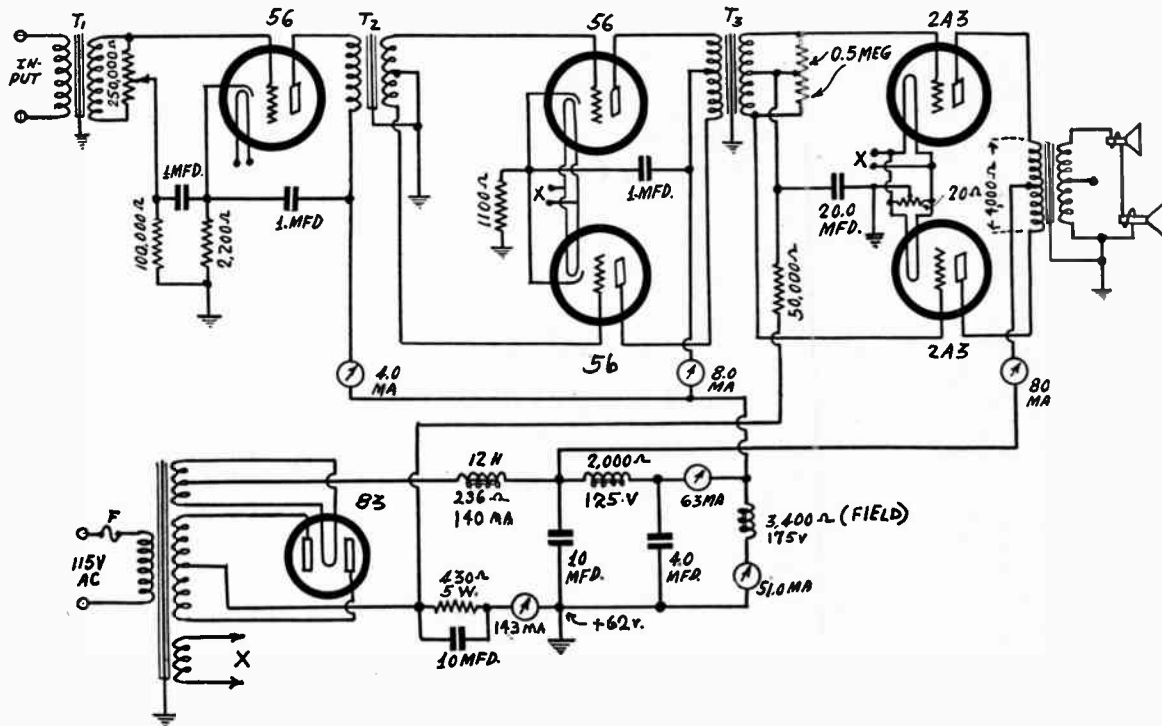 T1
56
T2
56
T3
2A3
IN-
PUT
250,000Ω
0.5 MEG
1MFD.
1.MFD
100,000Ω
2,200Ω
1100Ω
X
1.MFD
X
20Ω
20.0
MFD.
4000Ω
50,000Ω
56
2A3
4.0
MA
8.0
MA
80
MA
12 H
236Ω
140 MA
2,000Ω
125.V
63MA
3,400Ω (FIELD)
175V
51.0MA
83
F
115V
AC
10
MFD.
4.0
MFD.
430Ω
5 W.
143MA
+62V.
10MFD.
X